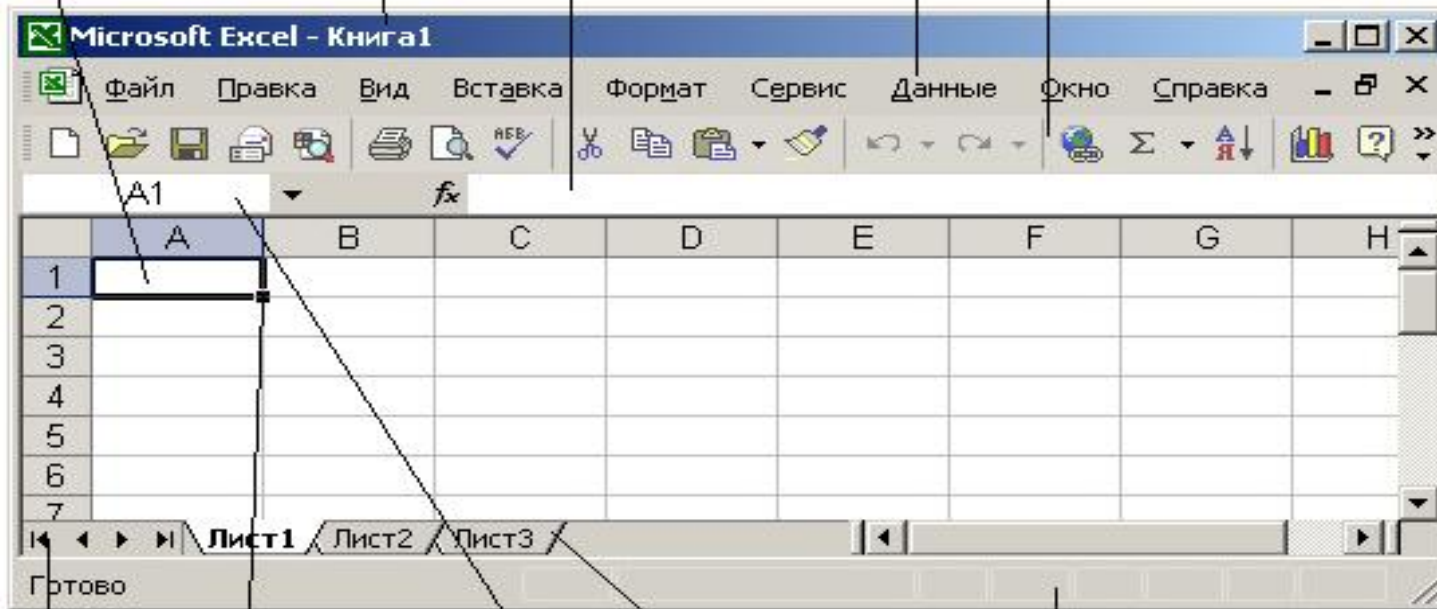 Microsoft Excel - Книга1
Файл Правка Вид Вставка Формат Сервис Данные Окно Справка
АБВ Σ А Я ?
A1 fx
A B C D E F G H
1
2
3
4
5
6
7
Лист1 Лист2 Лист3
Готово